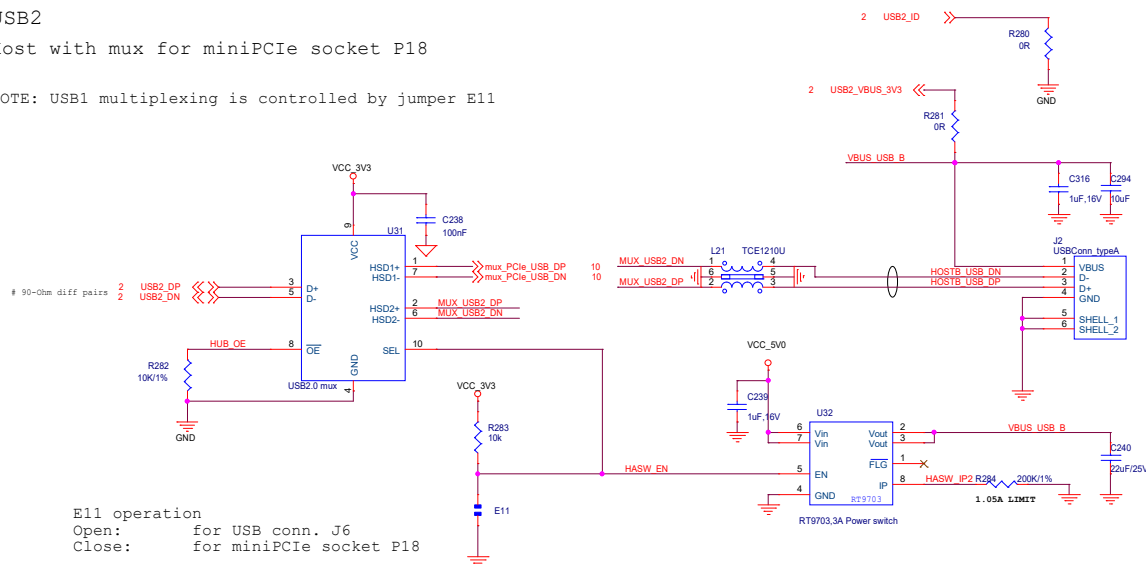 USB2
Host with mux for miniPCIe socket P18
NOTE: USB1 multiplexing is controlled by jumper E11
2 USB2_ID
R280
0R
GND
2 USB2_VBUS_3V3
R281
0R
VBUS_USB_B
C316
1uF,16V
C294
10uF
VCC_3V3
C238
100nF
U31
9
VCC
HSD1+ 1 mux_PCIe_USB_DP 10
HSD1- 7 mux_PCIe_USB_DN 10
# 90-Ohm diff pairs
2 USB2_DP 3 D+
2 USB2_DN 5 D-
HSD2+ 2 MUX_USB2_DP
HSD2- 6 MUX_USB2_DN
HUB_OE 8 OE
SEL 10
GND
4
USB2.0 mux
R282
10K/1%
GND
L21 TCE1210U
MUX_USB2_DN 1 4
6 5
MUX_USB2_DP 2 3
HOSTB_USB_DN
HOSTB_USB_DP
J2
USBConn_typeA
1 VBUS
2 D-
3 D+
4 GND
5 SHELL_1
6 SHELL_2
VCC_3V3
R283
10k
HASW_EN
E11
VCC_5V0
C239
1uF,16V
U32
6 Vin
7 Vin
Vout 2
Vout 3
VBUS_USB_B
FLG 1
5 EN
IP 8
HASW_IP2 R284 200K/1%
4 GND
RT9703
1.05A LIMIT
RT9703,3A Power switch
C240
22uF/25V
E11 operation
Open: for USB conn. J6
Close: for miniPCIe socket P18